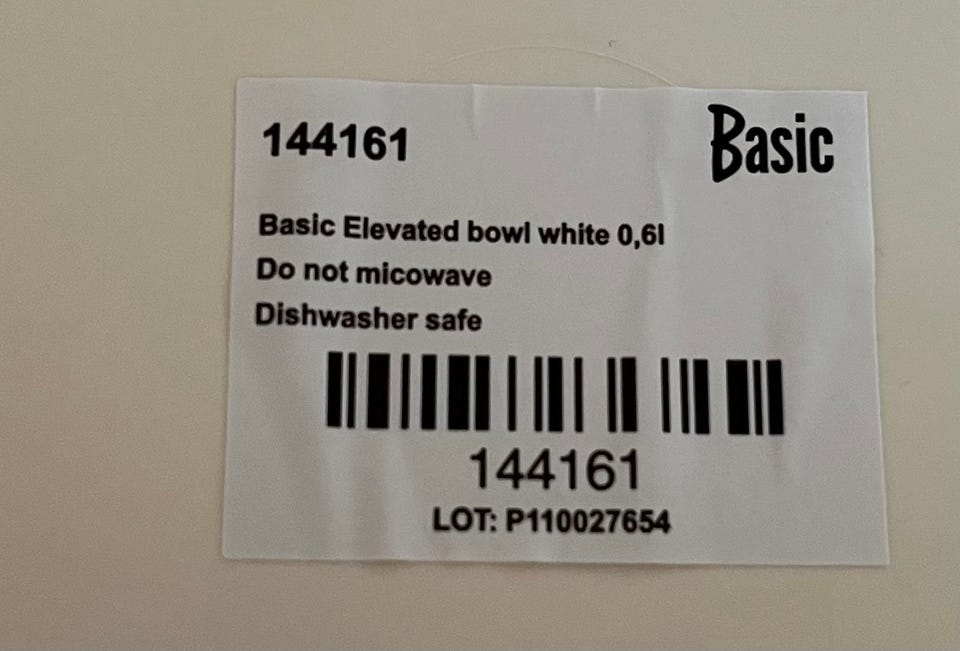 144161
Basic
Basic Elevated bowl white 0,6l
Do not micowave
Dishwasher safe
144161
LOT: P110027654